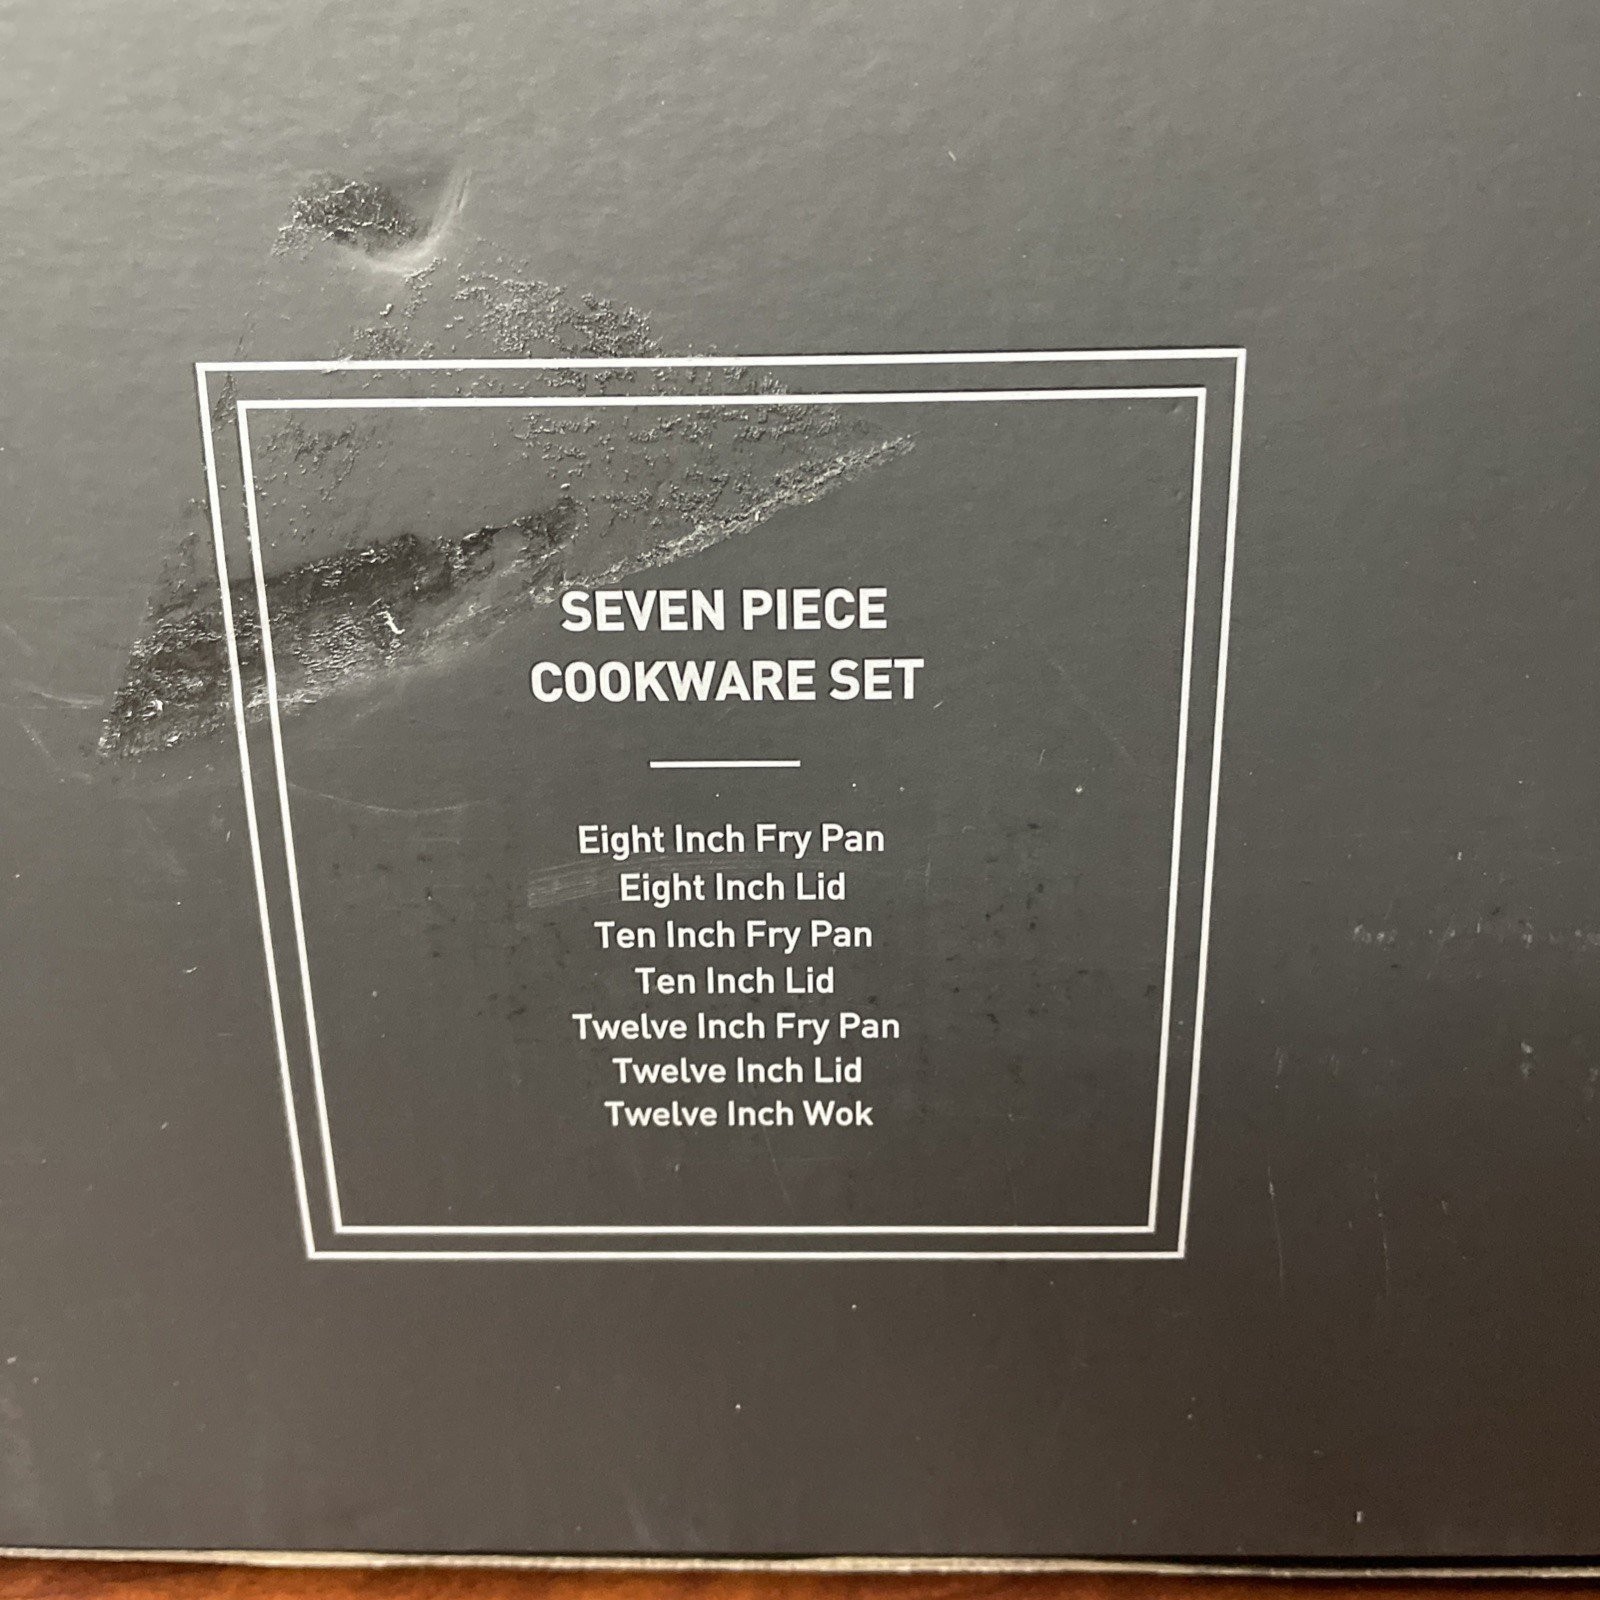 SEVEN PIECE
COOKWARE SET
Eight Inch Fry Pan
Eight Inch Lid
Ten Inch Fry Pan
Ten Inch Lid
Twelve Inch Fry Pan
Twelve Inch Lid
Twelve Inch Wok